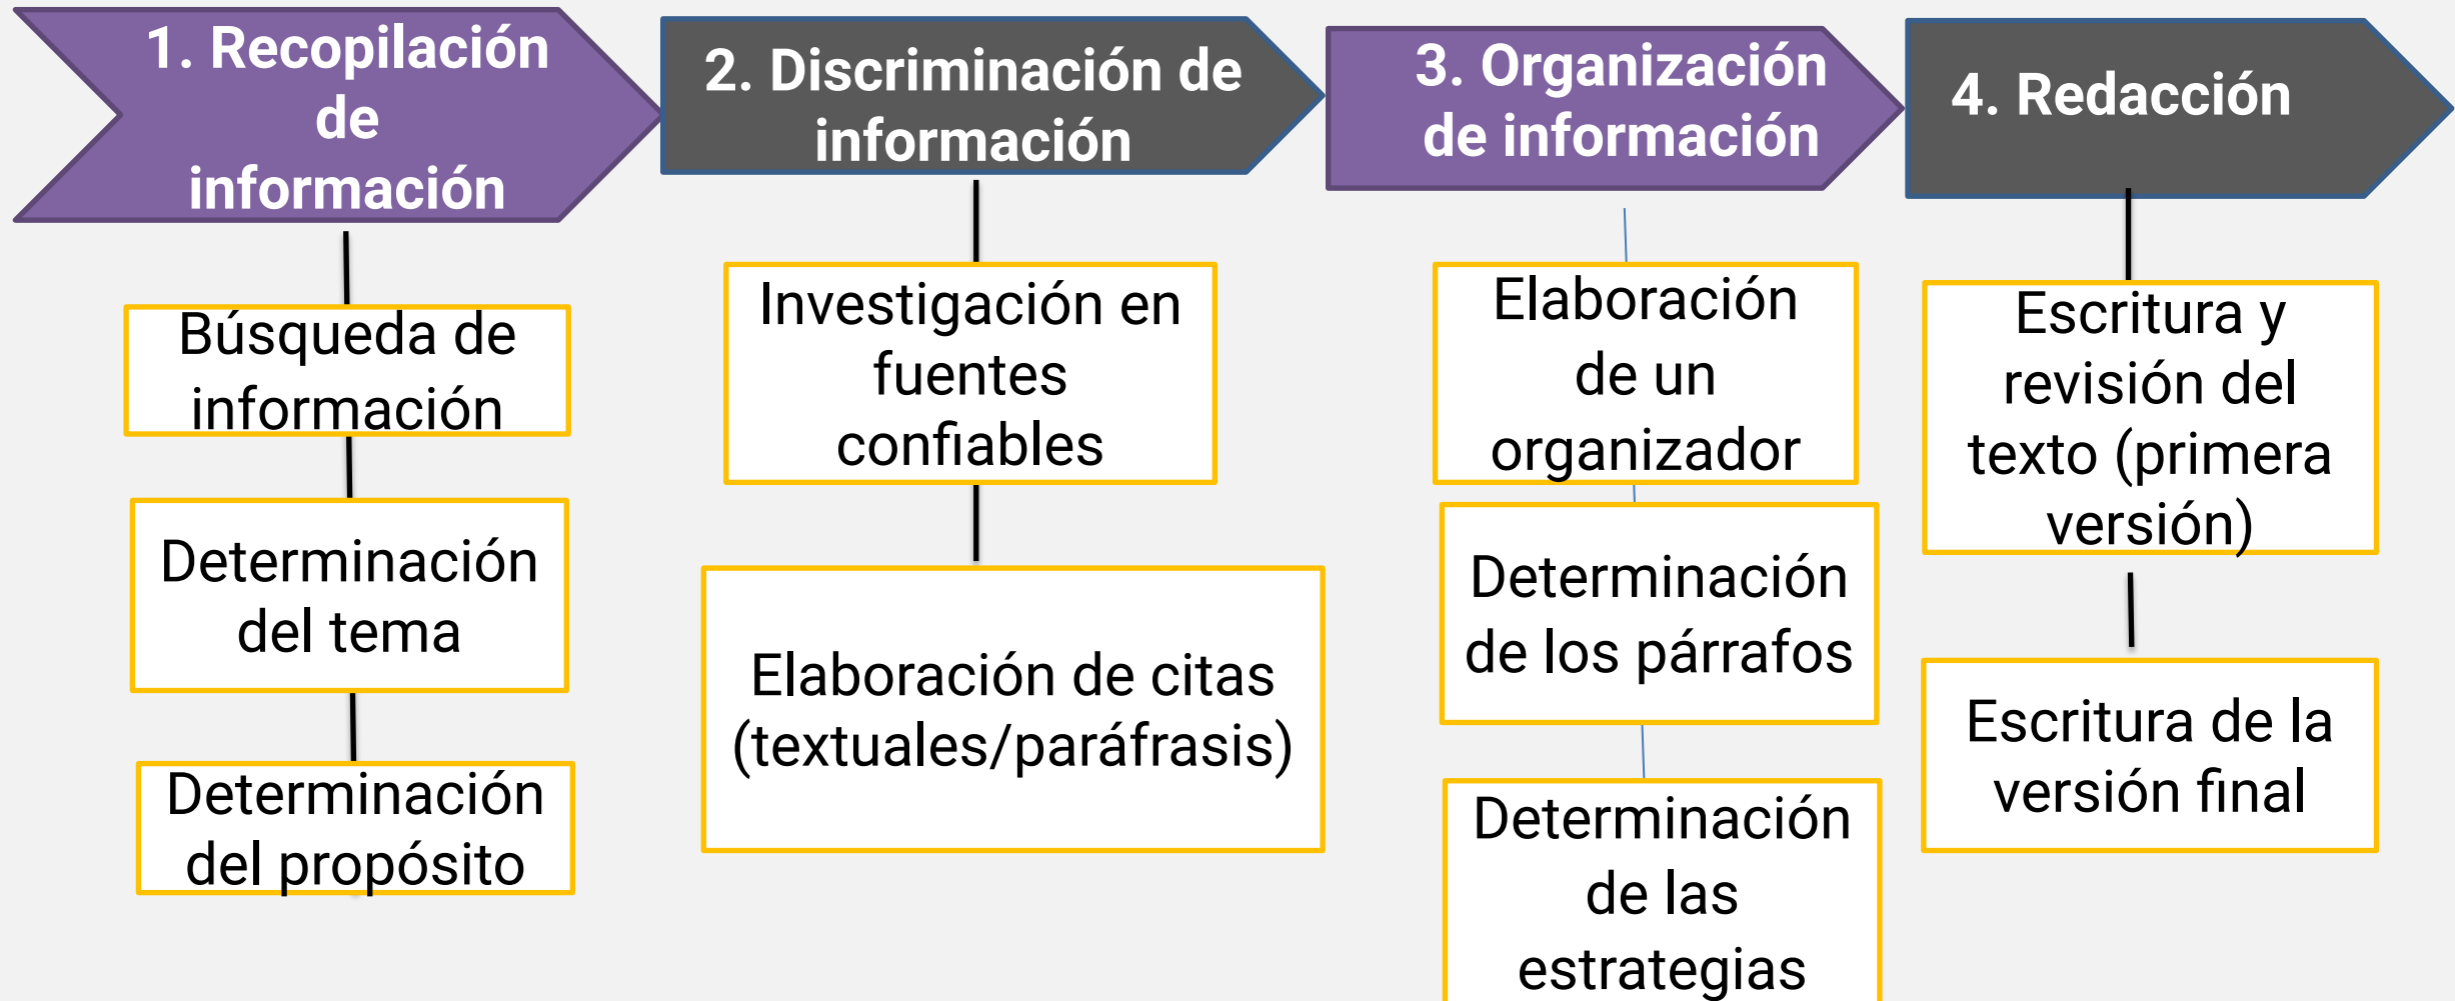 1. Recopilación
de
información
2. Discriminación de
información
3. Organización
de información
4. Redacción
Búsqueda de
información
Determinación
del tema
Determinación
del propósito
Investigación en
fuentes
confiables
Elaboración de citas
(textuales/paráfrasis)
Elaboración
de un
organizador
Determinación
de los párrafos
Determinación
de las
estrategias
Escritura y
revisión del
texto (primera
versión)
Escritura de la
versión final